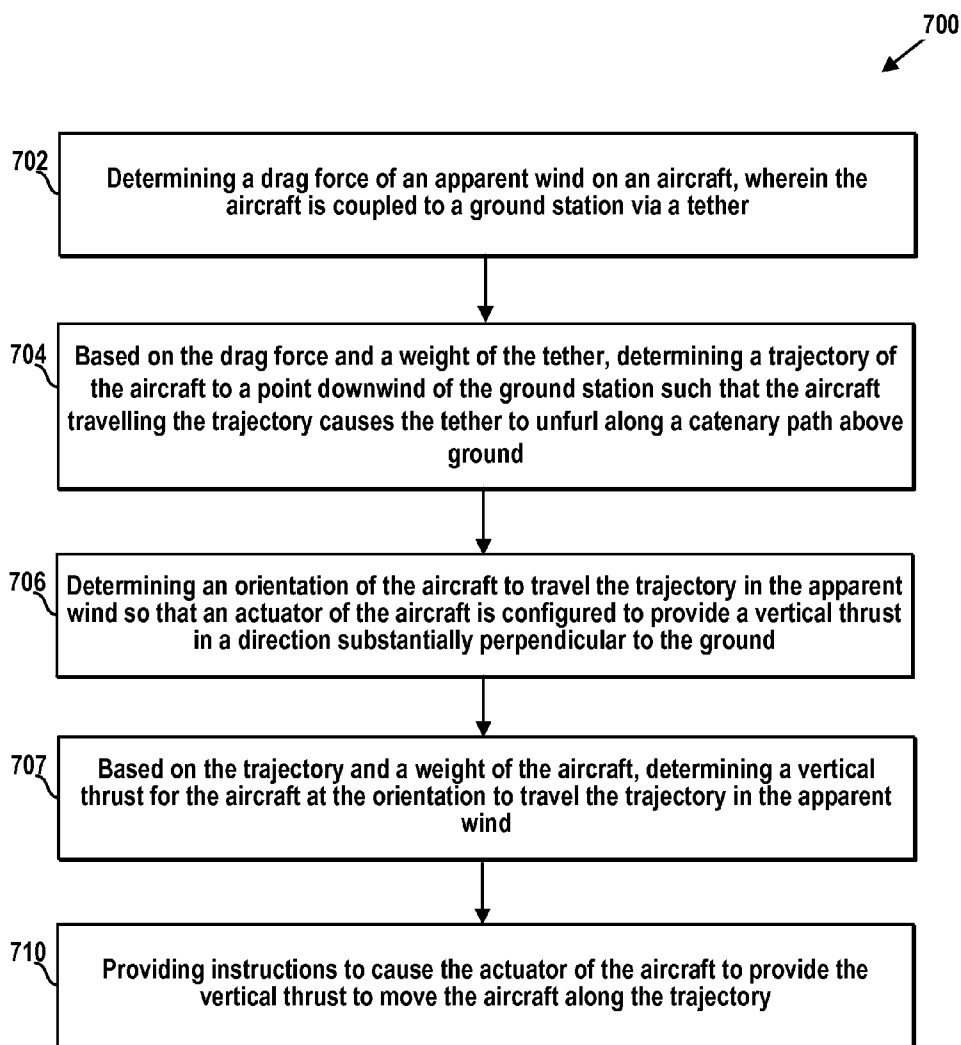 700
702
Determining a drag force of an apparent wind on an aircraft, wherein the
aircraft is coupled to a ground station via a tether
704
Based on the drag force and a weight of the tether, determining a trajectory of
the aircraft to a point downwind of the ground station such that the aircraft
travelling the trajectory causes the tether to unfurl along a catenary path above
ground
706
Determining an orientation of the aircraft to travel the trajectory in the apparent
wind so that an actuator of the aircraft is configured to provide a vertical thrust
in a direction substantially perpendicular to the ground
707
Based on the trajectory and a weight of the aircraft, determining a vertical
thrust for the aircraft at the orientation to travel the trajectory in the apparent
wind
710
Providing instructions to cause the actuator of the aircraft to provide the
vertical thrust to move the aircraft along the trajectory